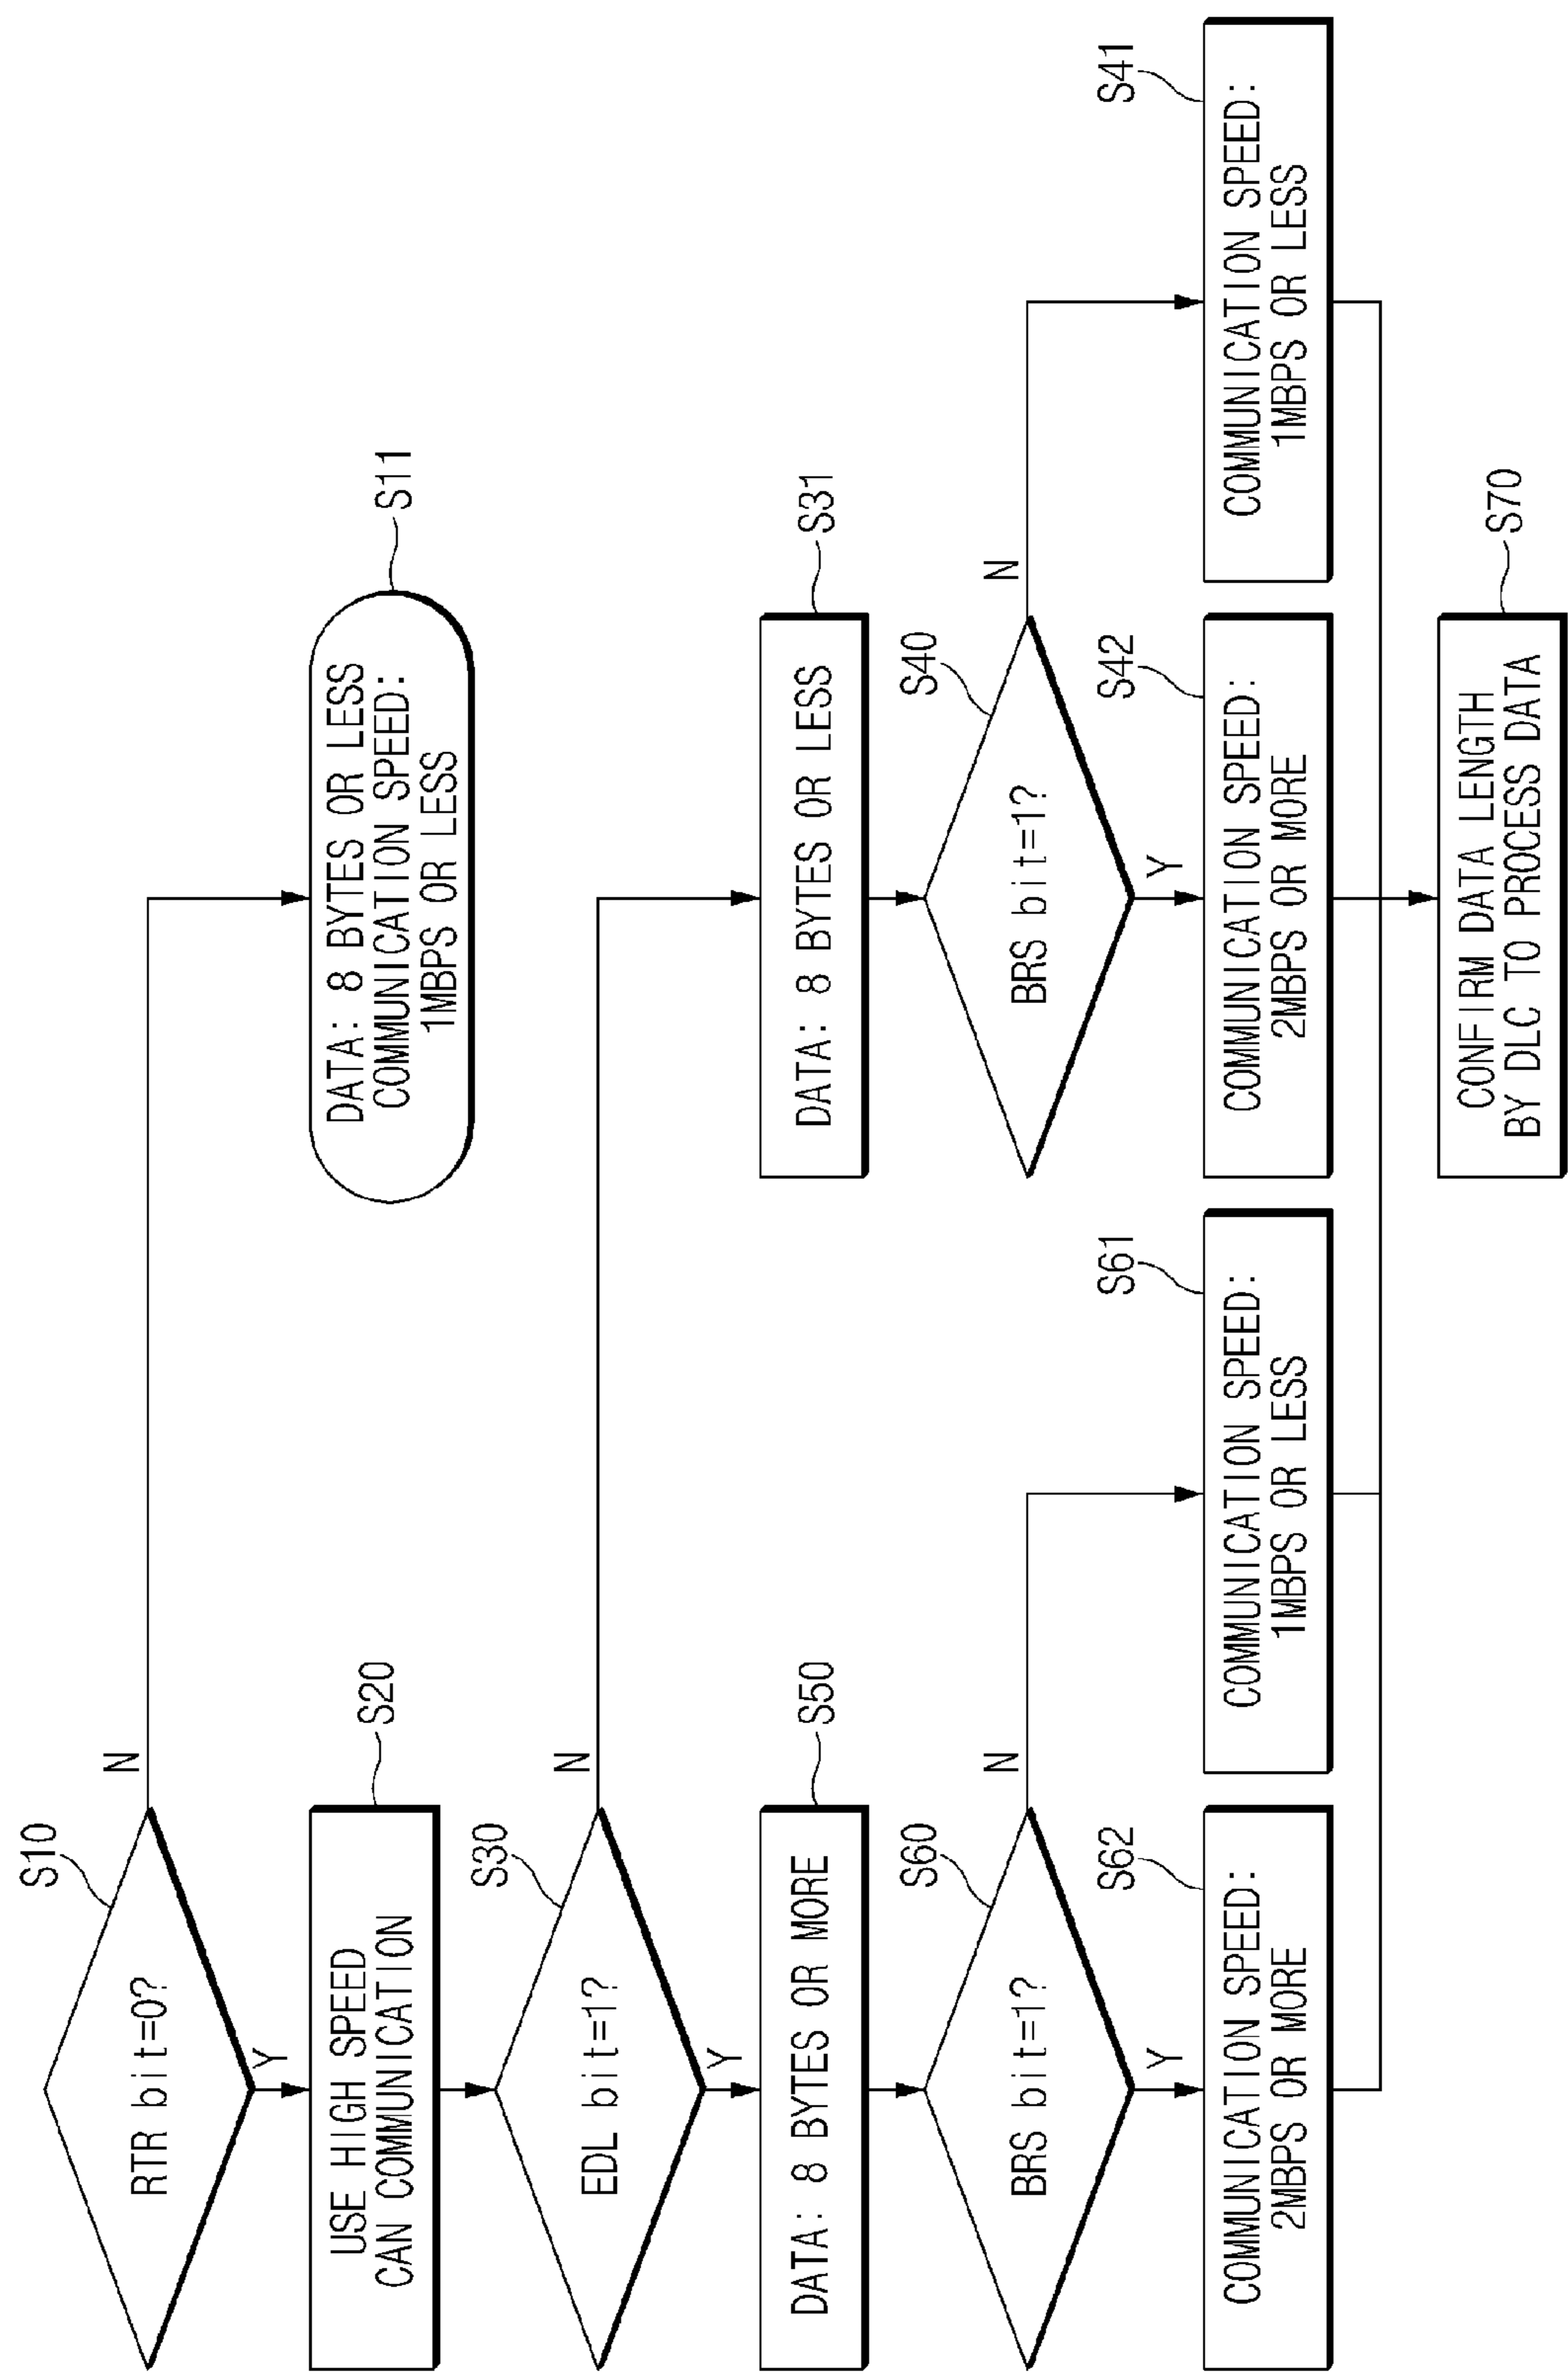 S10
RTR bit=0?
N
Y
S11
DATA: 8 BYTES OR LESS
COMMUNICATION SPEED:
1MBPS OR LESS
S20
USE HIGH SPEED
CAN COMMUNICATION
S30
EDL bit=1?
N
Y
S50
DATA: 8 BYTES OR MORE
S31
DATA: 8 BYTES OR LESS
S60
BRS bit=1?
N
Y
S40
BRS bit=1?
N
Y
S62
COMMUNICATION SPEED:
2MBPS OR MORE
S61
COMMUNICATION SPEED:
1MBPS OR LESS
S42
COMMUNICATION SPEED:
2MBPS OR MORE
S41
COMMUNICATION SPEED:
1MBPS OR LESS
S70
CONFIRM DATA LENGTH
BY DLC TO PROCESS DATA